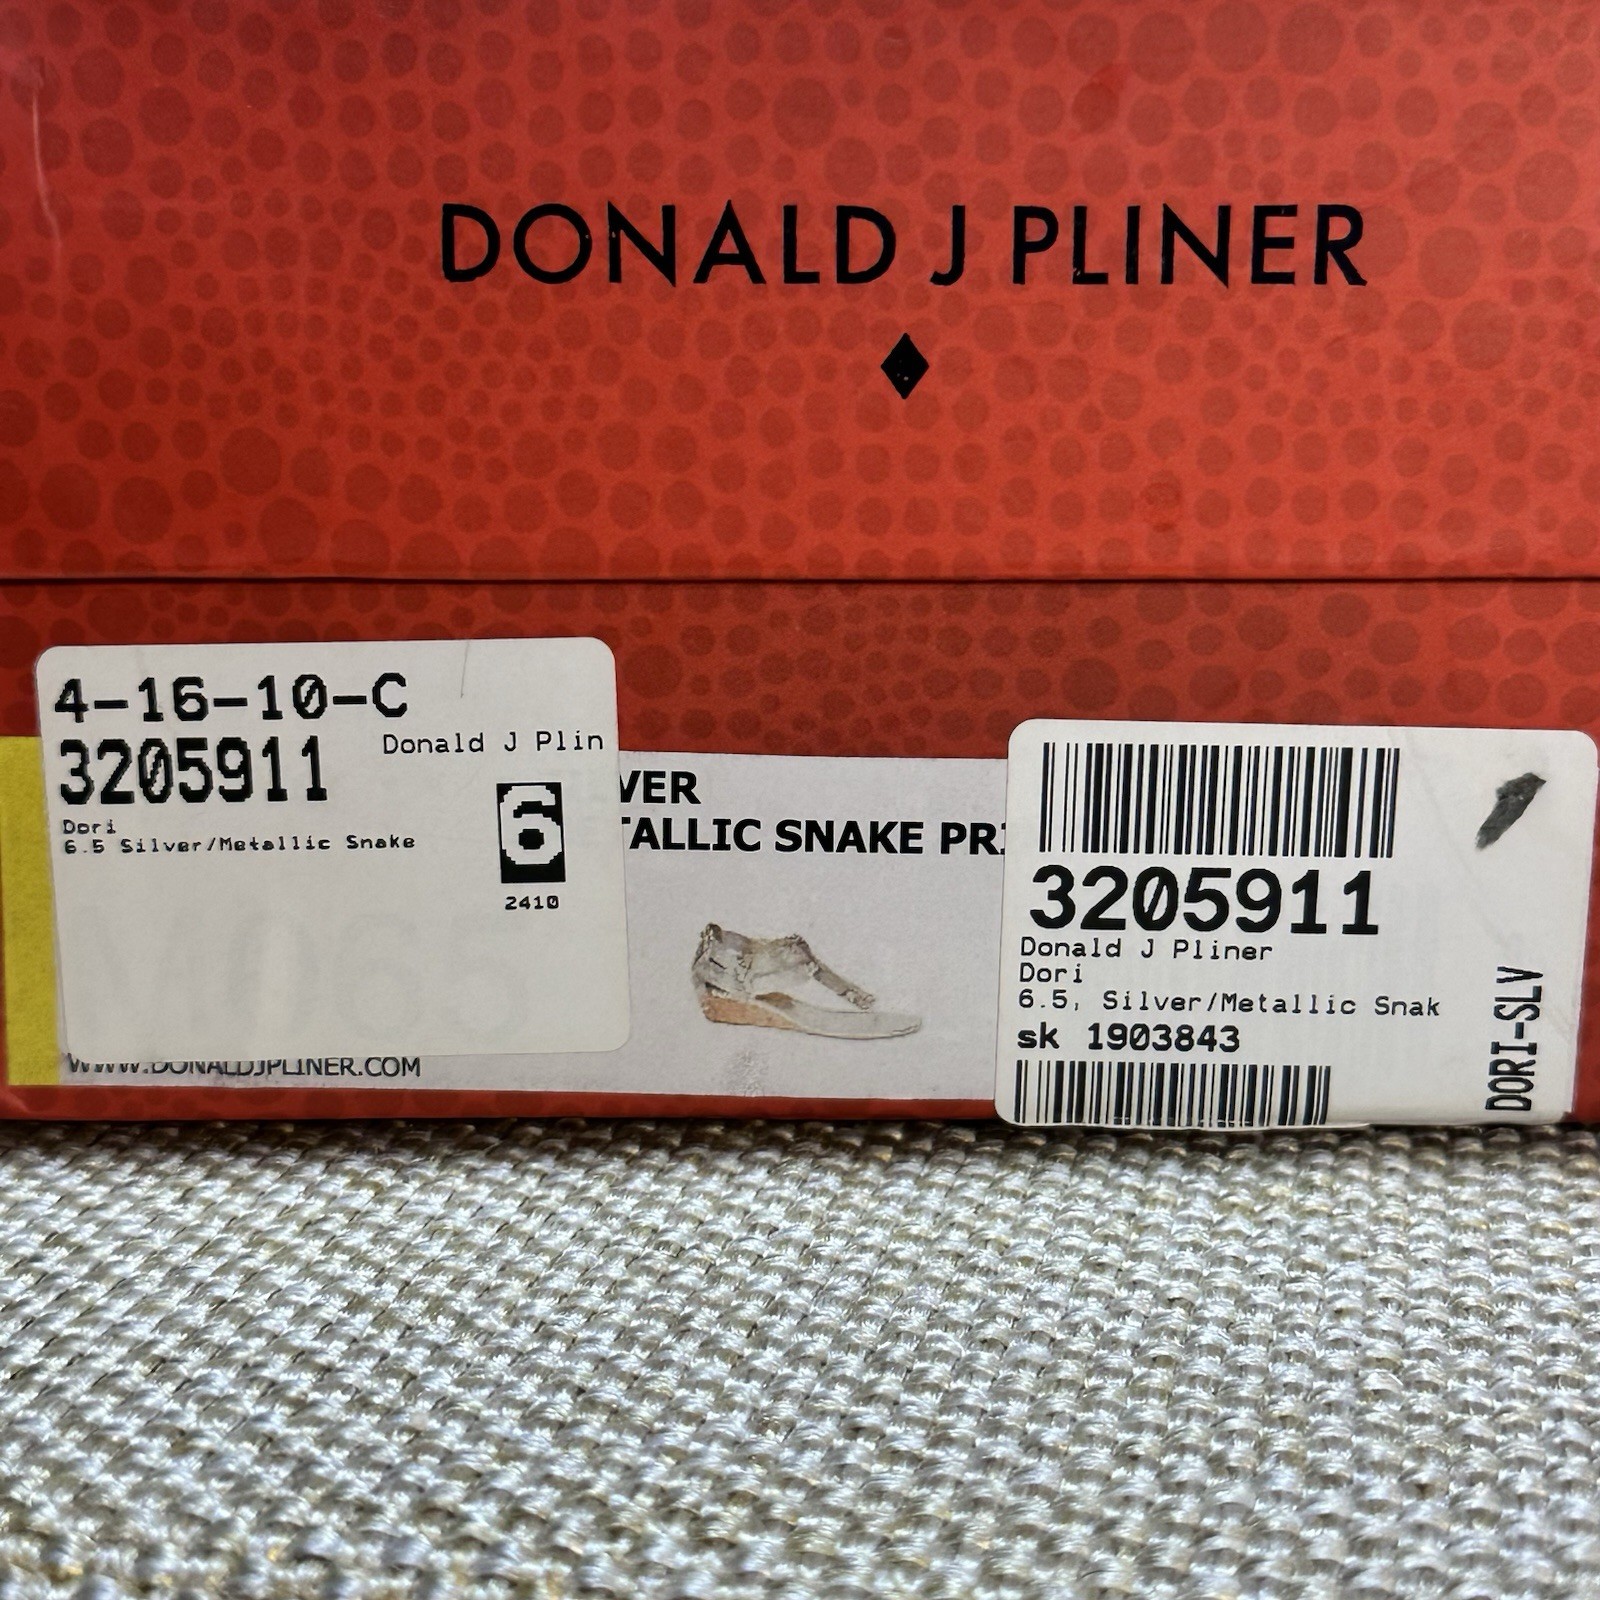 DONALD J PLINER
4-16-10-C
3205911
Donald J Plin
Dori
6.5 Silver/Metallic Snake
6
2410
VER
TALLIC SNAKE PRI
WWW.DONALDJPLINER.COM
3205911
Donald J Pliner
Dori
6.5, Silver/Metallic Snak
sk 1903843
DORI-SLV